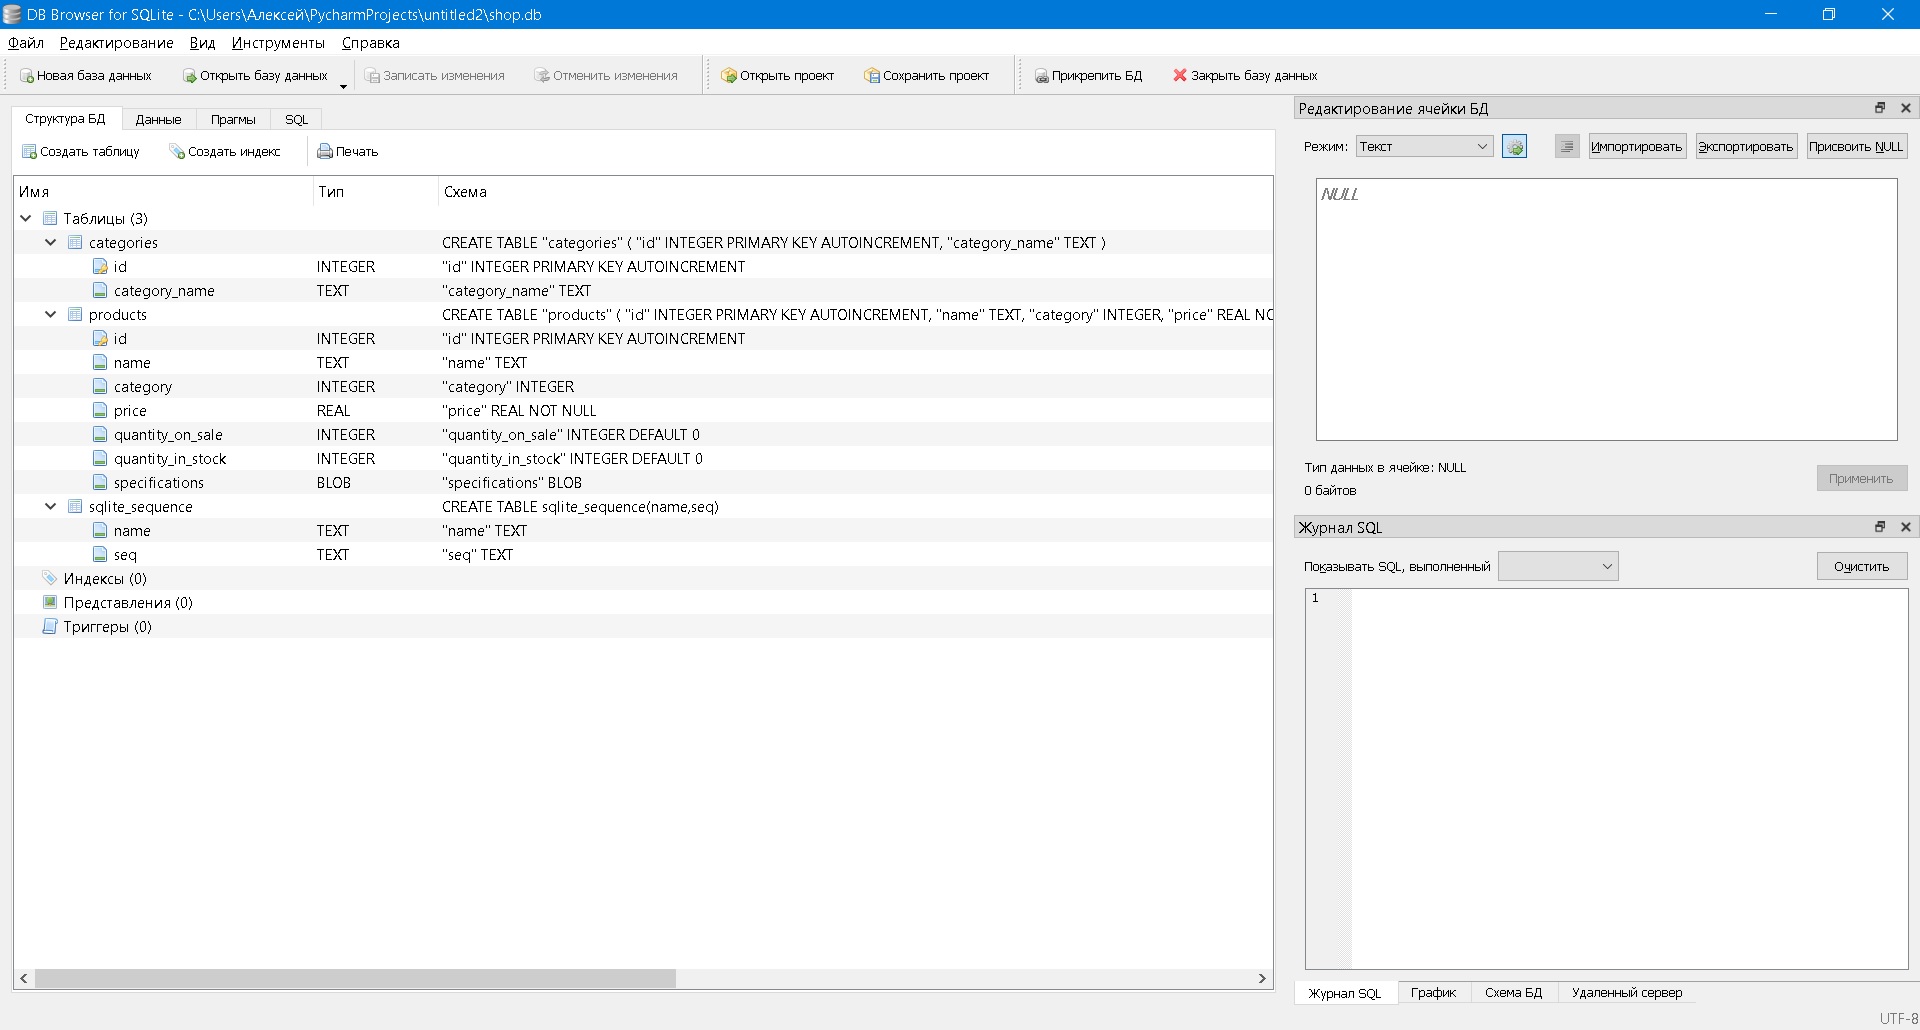 DB Browser for SQLite - C:\Users\Алексей\PycharmProjects\untitled2\shop.db
Файл Редактирование Вид Инструменты Справка
Новая база данных Открыть базу данных Записать изменения Отменить изменения Открыть проект Сохранить проект Прикрепить БД Закрыть базу данных
Структура БД Данные Прагмы SQL
Создать таблицу Создать индекс Печать
Имя Тип Схема
Таблицы (3)
categories CREATE TABLE "categories" ( "id" INTEGER PRIMARY KEY AUTOINCREMENT, "category_name" TEXT )
id INTEGER "id" INTEGER PRIMARY KEY AUTOINCREMENT
category_name TEXT "category_name" TEXT
products CREATE TABLE "products" ( "id" INTEGER PRIMARY KEY AUTOINCREMENT, "name" TEXT, "category" INTEGER, "price" REAL NO
id INTEGER "id" INTEGER PRIMARY KEY AUTOINCREMENT
name TEXT "name" TEXT
category INTEGER "category" INTEGER
price REAL "price" REAL NOT NULL
quantity_on_sale INTEGER "quantity_on_sale" INTEGER DEFAULT 0
quantity_in_stock INTEGER "quantity_in_stock" INTEGER DEFAULT 0
specifications BLOB "specifications" BLOB
sqlite_sequence CREATE TABLE sqlite_sequence(name,seq)
name TEXT "name" TEXT
seq TEXT "seq" TEXT
Индексы (0)
Представления (0)
Триггеры (0)
Редактирование ячейки БД
Режим: Текст Импортировать Экспортировать Присвоить NULL
NULL
Тип данных в ячейке: NULL
0 байтов
Применить
Журнал SQL
Показывать SQL, выполненный Очистить
1
Журнал SQL График Схема БД Удаленный сервер
UTF-8